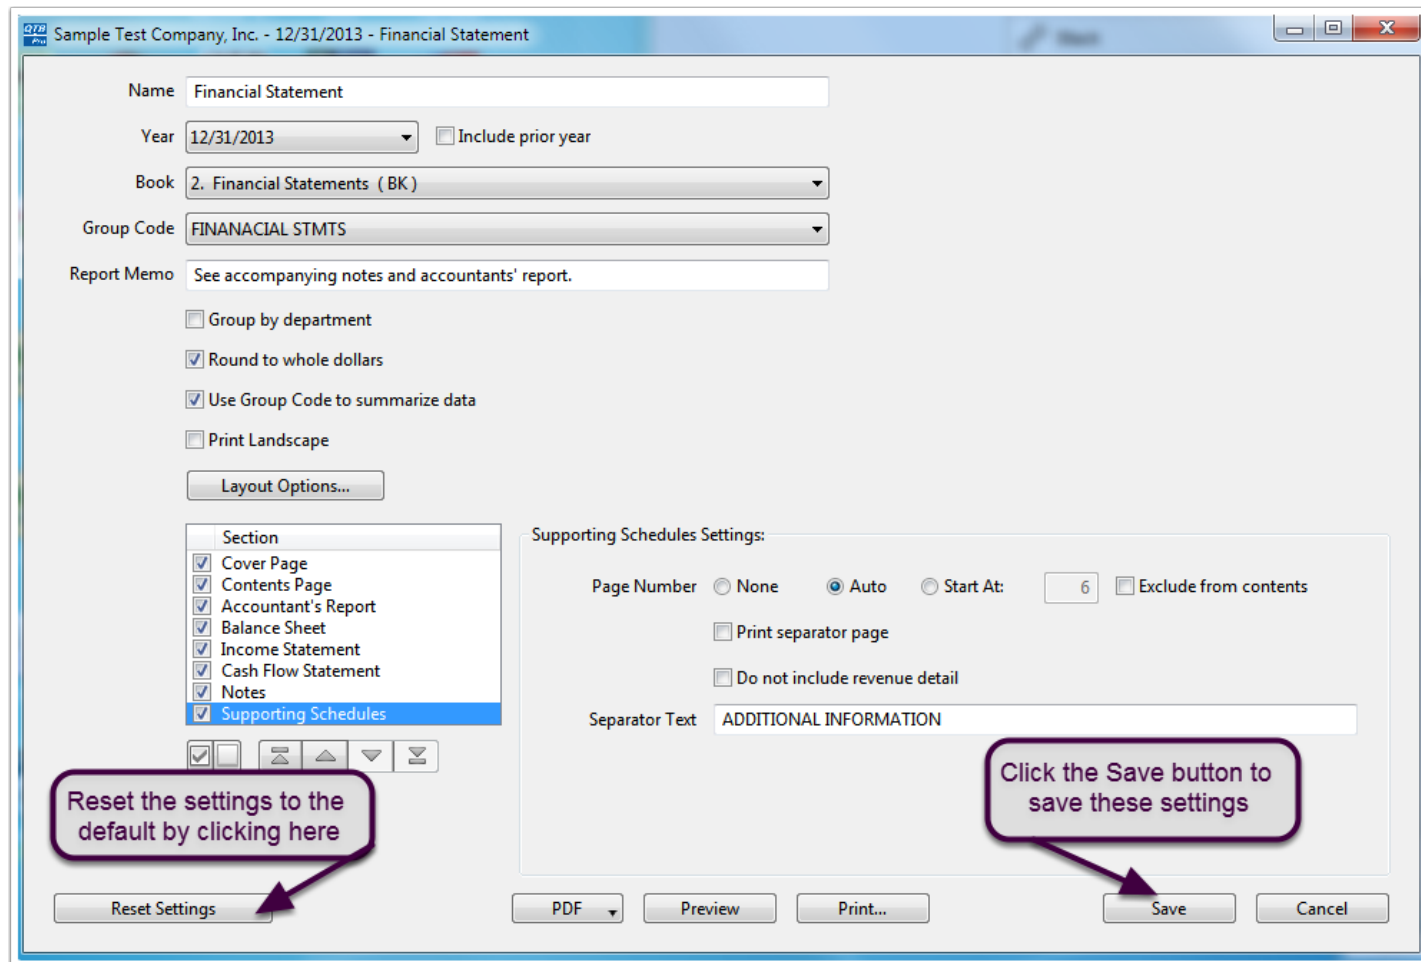 QTB
Pro
Sample Test Company, Inc. - 12/31/2013 - Financial Statement
Name Financial Statement
Year 12/31/2013 Include prior year
Book 2. Financial Statements ( BK )
Group Code FINANACIAL STMTS
Report Memo See accompanying notes and accountants' report.
Group by department
Round to whole dollars
Use Group Code to summarize data
Print Landscape
Layout Options...
Section
Cover Page
Contents Page
Accountant's Report
Balance Sheet
Income Statement
Cash Flow Statement
Notes
Supporting Schedules
Supporting Schedules Settings:
Page Number None Auto Start At: 6 Exclude from contents
Print separator page
Do not include revenue detail
Separator Text ADDITIONAL INFORMATION
Reset the settings to the
default by clicking here
Click the Save button to
save these settings
Reset Settings PDF Preview Print... Save Cancel